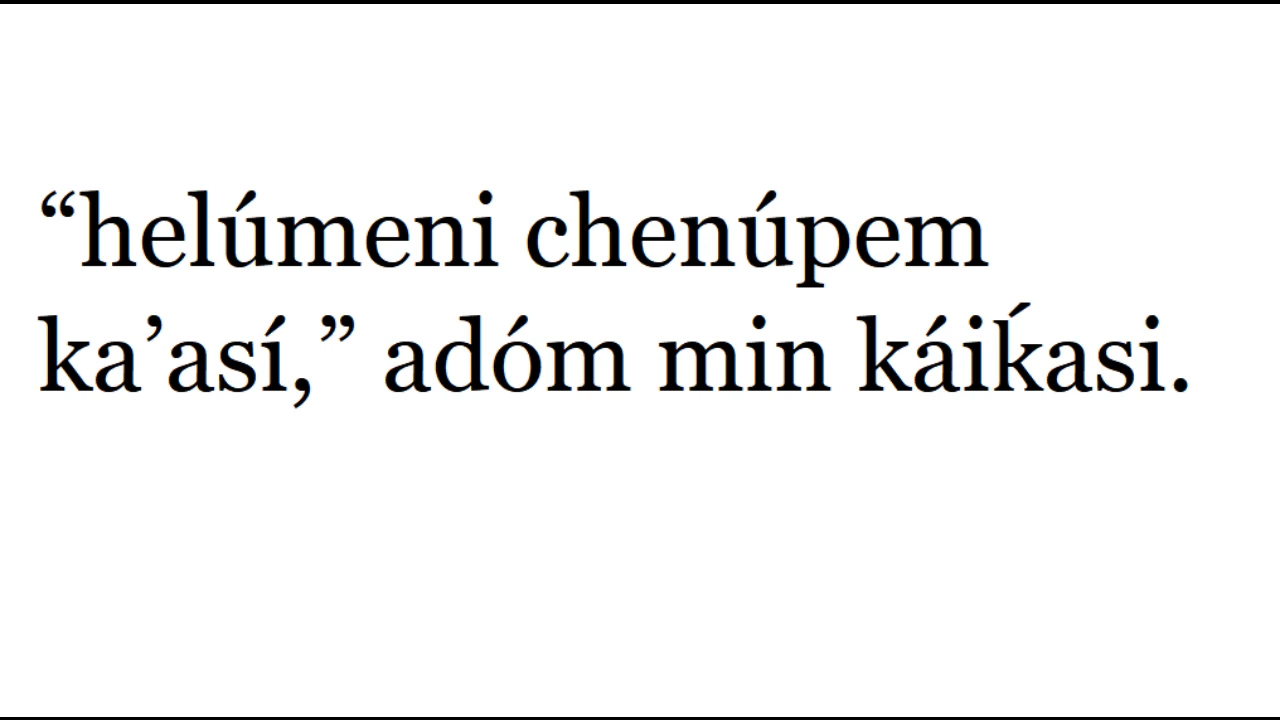 “helúmeni chenúpem
ka’así,” adóm min káiḱasi.